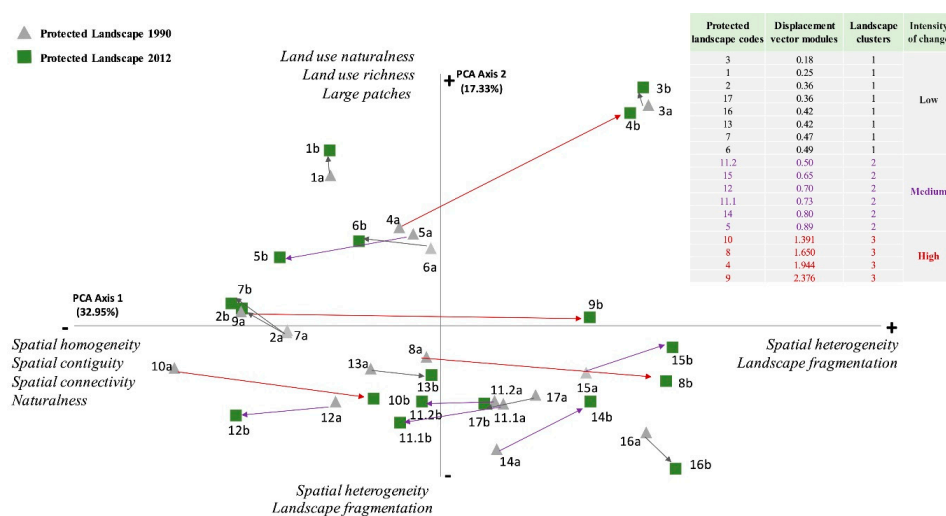 Protected Landscape 1990
Protected Landscape 2012
Land use naturalness
Land use richness
Large patches
+ PCA Axis 2
(17.33%)
Protected landscape codes Displacement vector modules Landscape clusters Intensity of change
3 0.18 1
1 0.25 1
2 0.36 1
17 0.36 1
16 0.42 1
13 0.42 1
7 0.47 1
6 0.49 1
Low
11.2 0.50 2
15 0.65 2
12 0.70 2
11.1 0.73 2
14 0.80 2
5 0.89 2
Medium
10 1.391 3
8 1.650 3
4 1.944 3
9 2.376 3
High
3b
3a
4b
1b
1a
4a
6b
5a
5b
6a
7b
PCA Axis 1
(32.95%)
2b
9a
9b
2a
7a
-
+
Spatial homogeneity
Spatial contiguity
Spatial connectivity
Naturalness
Spatial heterogeneity
Landscape fragmentation
10a
13a
8a
15b
13b
15a
8b
11.2a
17a
10b
11.2b
11.1a
12a
12b
11.1b
17b
14b
14a
16a
16b
-
Spatial heterogeneity
Landscape fragmentation